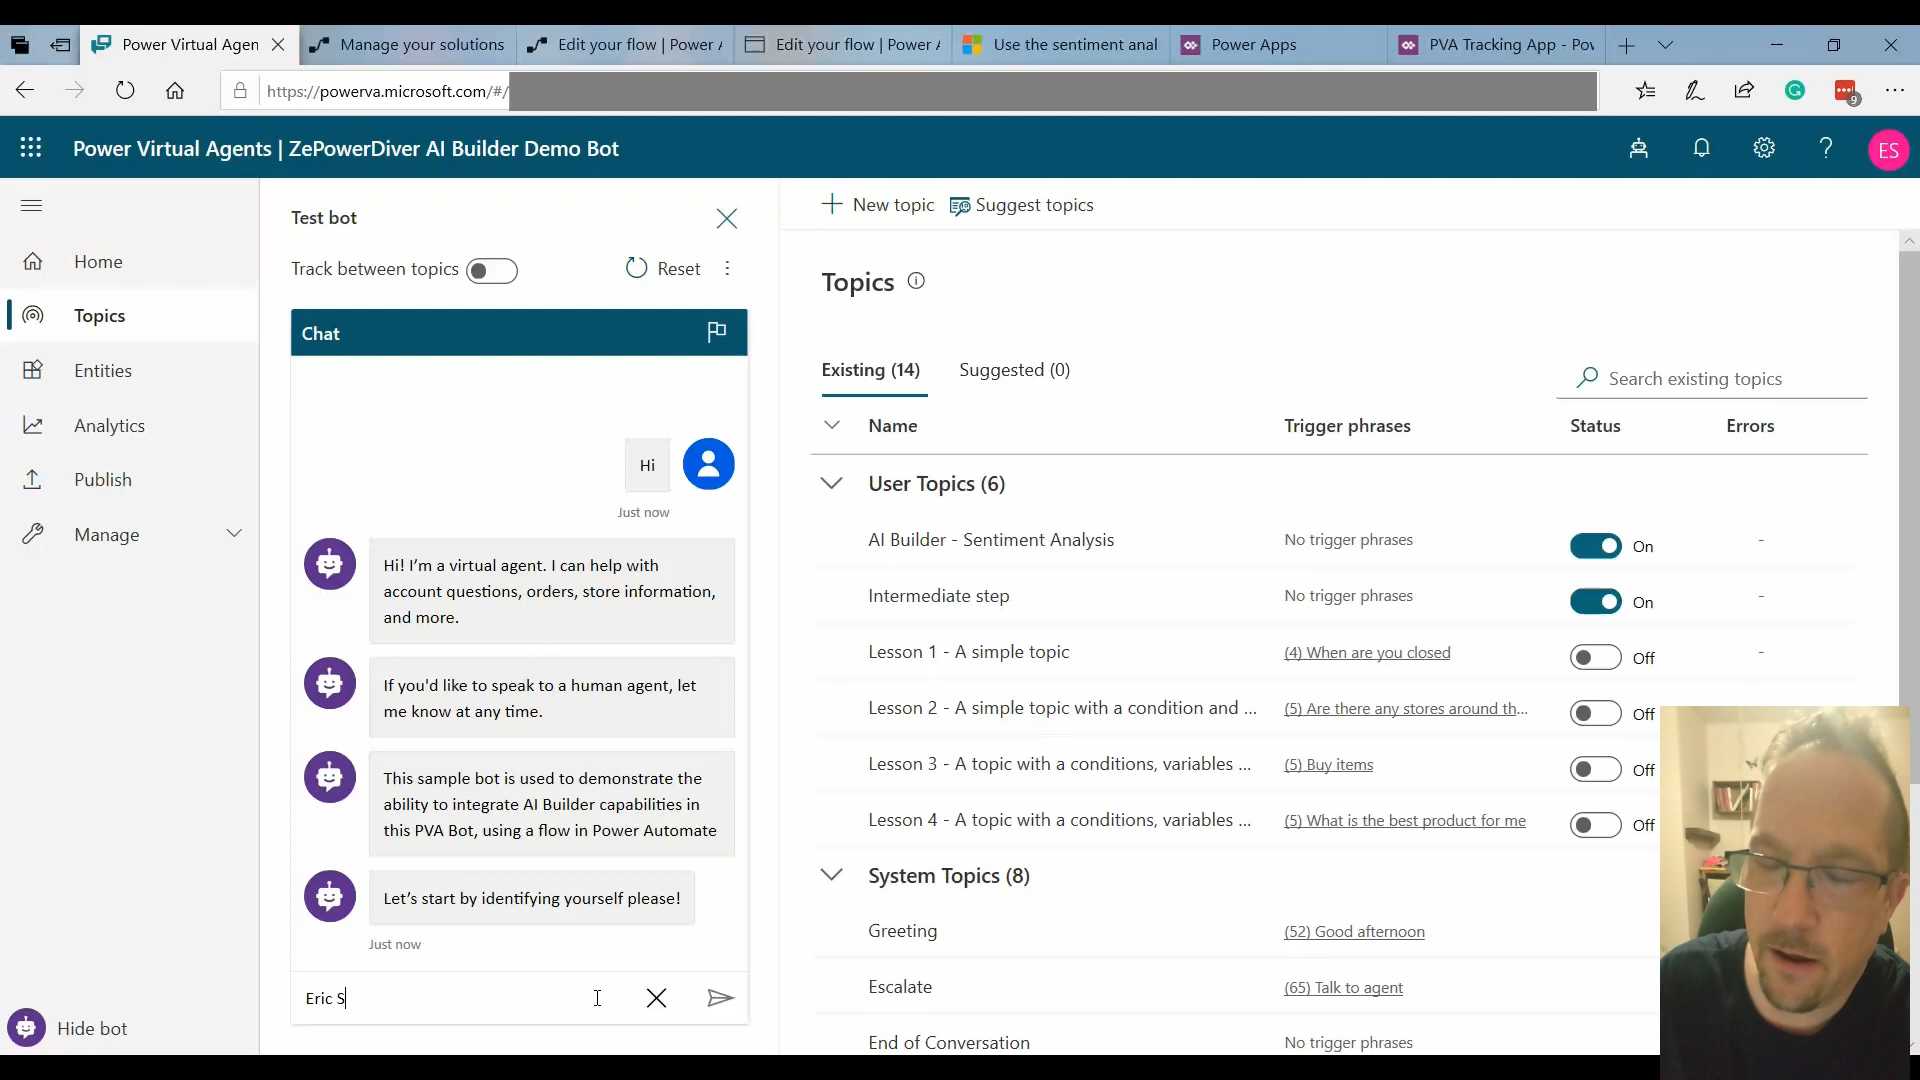 Power Virtual Agen
Manage your solutions
Edit your flow | Power A
Edit your flow | Power A
Use the sentiment anal
Power Apps
PVA Tracking App - Pow
https://powerva.microsoft.com/#/
9
Power Virtual Agents | ZePowerDiver AI Builder Demo Bot
?
ES
Home
Topics
Entities
Analytics
Publish
Manage
Hide bot
Test bot
Track between topics
Reset
Chat
Hi
Just now
Hi! I'm a virtual agent. I can help with
account questions, orders, store information,
and more.
If you'd like to speak to a human agent, let
me know at any time.
This sample bot is used to demonstrate the
ability to integrate AI Builder capabilities in
this PVA Bot, using a flow in Power Automate
Let's start by identifying yourself please!
Just now
Eric S
New topic
Suggest topics
Topics
Existing (14)
Suggested (0)
Search existing topics
Name Trigger phrases Status Errors
User Topics (6)
AI Builder - Sentiment Analysis No trigger phrases On -
Intermediate step No trigger phrases On -
Lesson 1 - A simple topic (4) When are you closed Off -
Lesson 2 - A simple topic with a condition and ... (5) Are there any stores around th... Off
Lesson 3 - A topic with a conditions, variables ... (5) Buy items Off
Lesson 4 - A topic with a conditions, variables ... (5) What is the best product for me Off
System Topics (8)
Greeting (52) Good afternoon
Escalate (65) Talk to agent
End of Conversation No trigger phrases